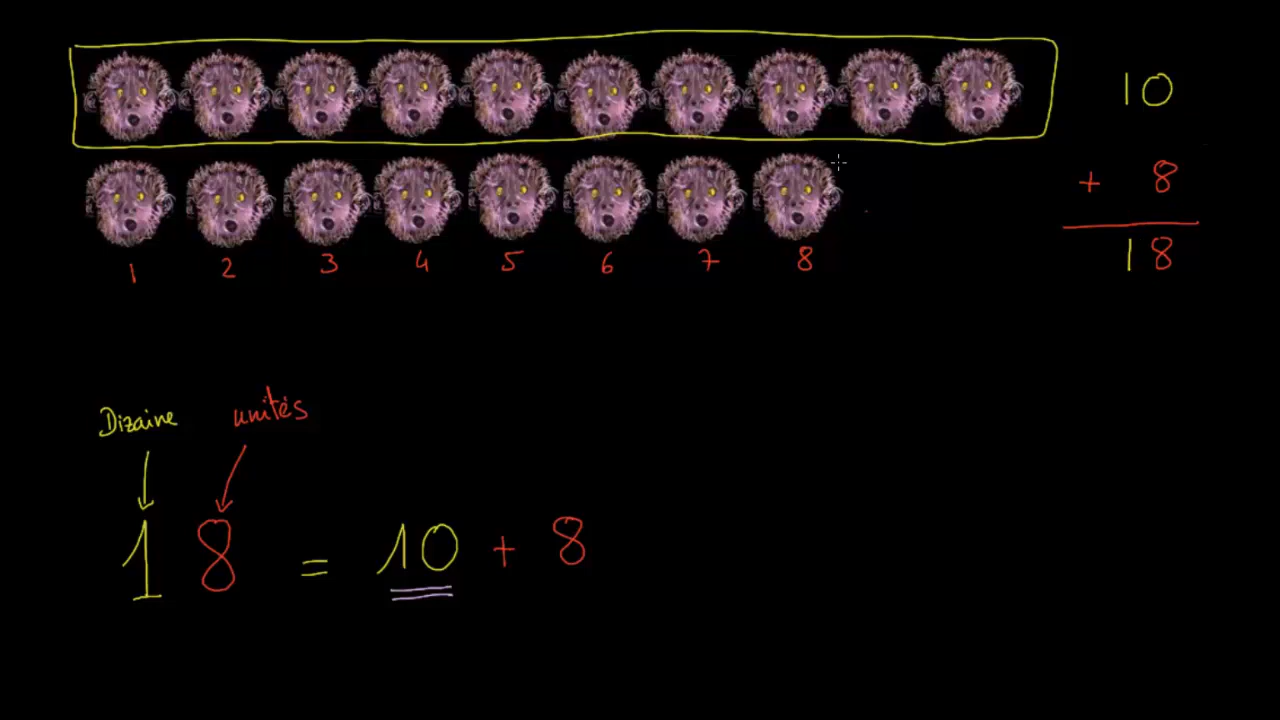 10
+ 8
18
1 2 3 4 5 6 7 8
Dizaine unités
18 = 10 + 8